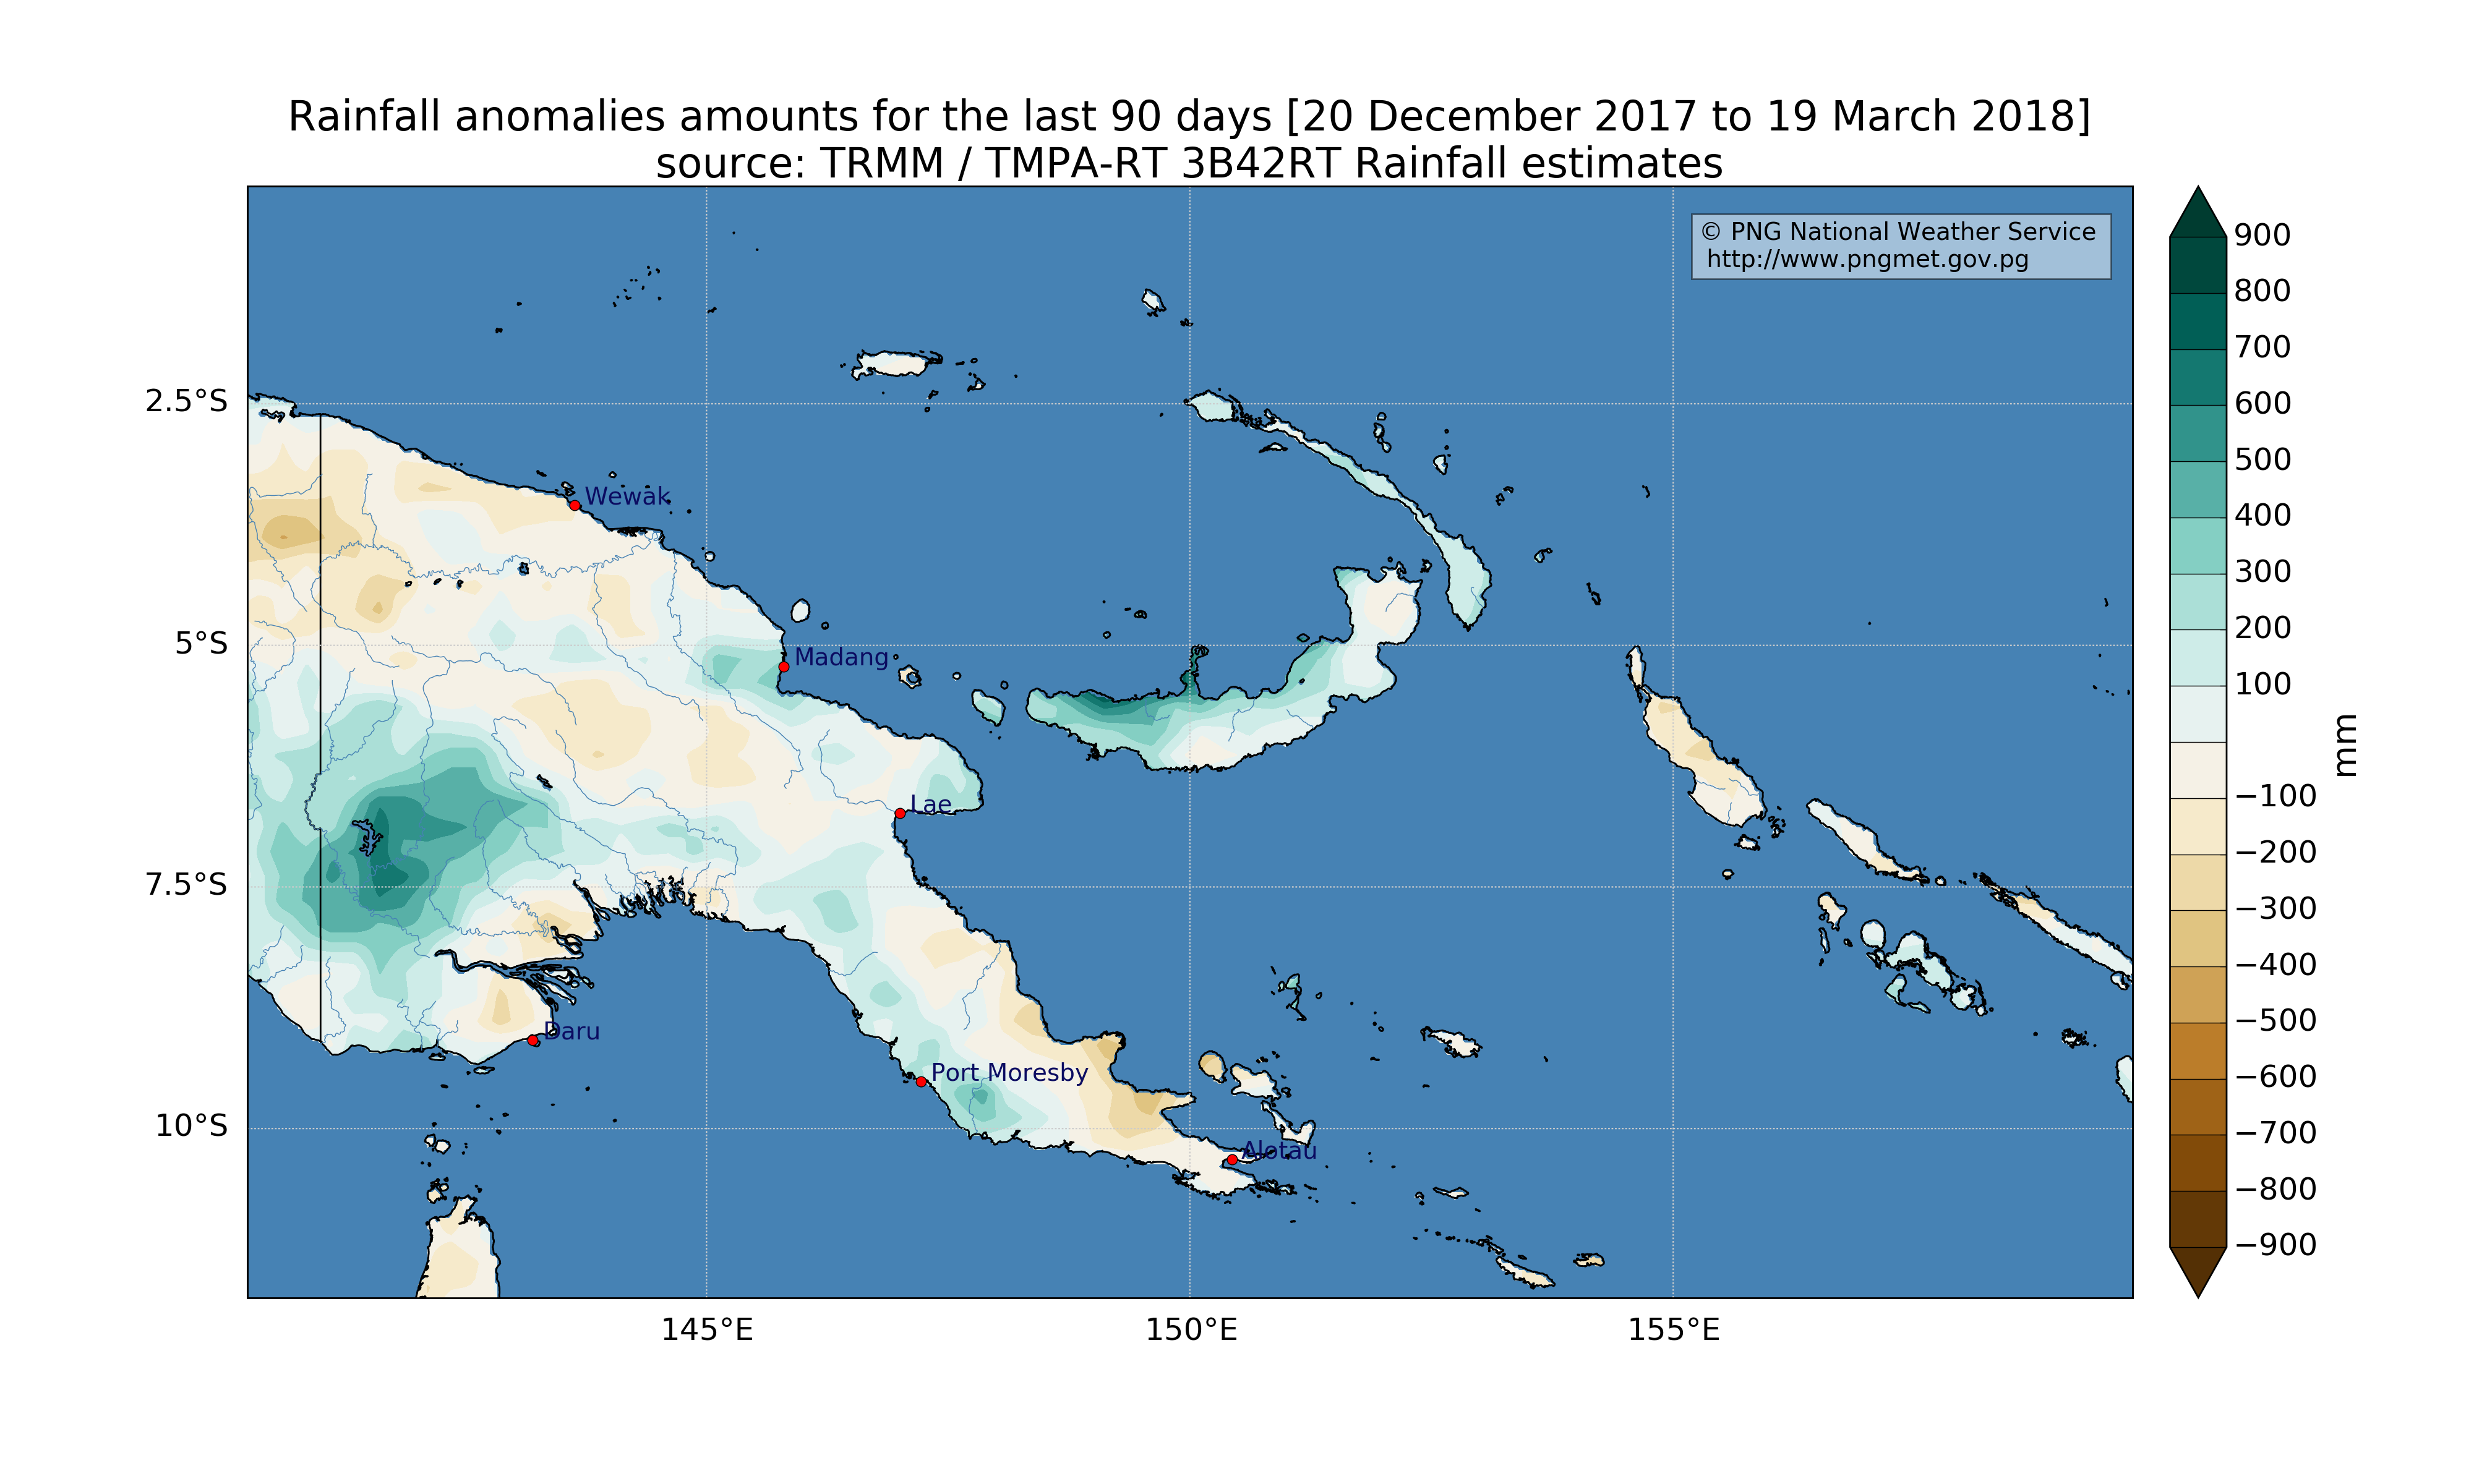 Rainfall anomalies amounts for the last 90 days [20 December 2017 to 19 March 2018]
source: TRMM / TMPA-RT 3B42RT Rainfall estimates
© PNG National Weather Service
http://www.pngmet.gov.pg
2.5°S
5°S
7.5°S
10°S
Wewak
Madang
Lae
Daru
Port Moresby
Alotau
145°E
150°E
155°E
900
800
700
600
500
400
300
200
100
−100
−200
−300
−400
−500
−600
−700
−800
−900
mm